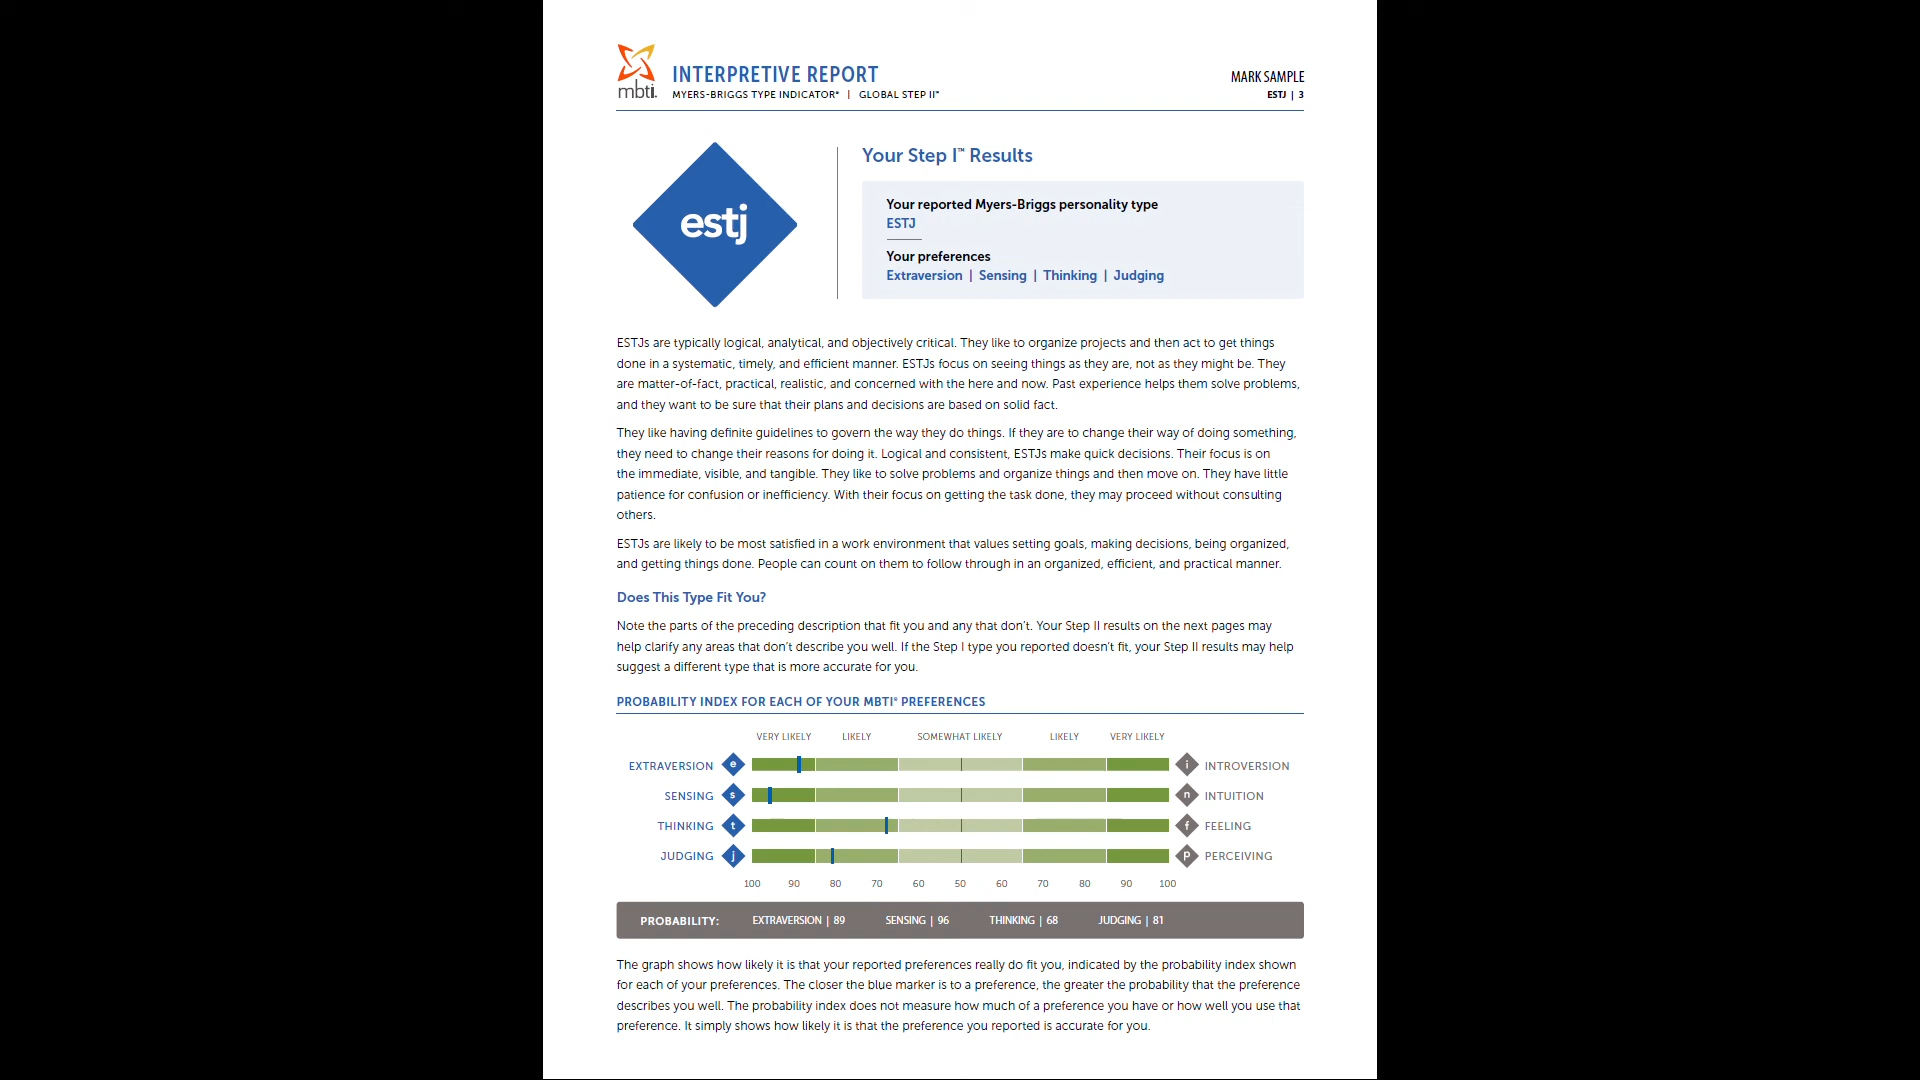 mbti.
INTERPRETIVE REPORT
MYERS-BRIGGS TYPE INDICATOR® | GLOBAL STEP II™
MARK SAMPLE
ESTJ | 3
estj
Your Step I™ Results
Your reported Myers-Briggs personality type
ESTJ
Your preferences
Extraversion | Sensing | Thinking | Judging
ESTJs are typically logical, analytical, and objectively critical. They like to organize projects and then act to get things
done in a systematic, timely, and efficient manner. ESTJs focus on seeing things as they are, not as they might be. They
are matter-of-fact, practical, realistic, and concerned with the here and now. Past experience helps them solve problems,
and they want to be sure that their plans and decisions are based on solid fact.
They like having definite guidelines to govern the way they do things. If they are to change their way of doing something,
they need to change their reasons for doing it. Logical and consistent, ESTJs make quick decisions. Their focus is on
the immediate, visible, and tangible. They like to solve problems and organize things and then move on. They have little
patience for confusion or inefficiency. With their focus on getting the task done, they may proceed without consulting
others.
ESTJs are likely to be most satisfied in a work environment that values setting goals, making decisions, being organized,
and getting things done. People can count on them to follow through in an organized, efficient, and practical manner.
Does This Type Fit You?
Note the parts of the preceding description that fit you and any that don't. Your Step II results on the next pages may
help clarify any areas that don't describe you well. If the Step I type you reported doesn't fit, your Step II results may help
suggest a different type that is more accurate for you.
PROBABILITY INDEX FOR EACH OF YOUR MBTI® PREFERENCES
VERY LIKELY LIKELY SOMEWHAT LIKELY LIKELY VERY LIKELY
EXTRAVERSION e i INTROVERSION
SENSING s n INTUITION
THINKING t f FEELING
JUDGING j p PERCEIVING
100 90 80 70 60 50 60 70 80 90 100
PROBABILITY: EXTRAVERSION | 89 SENSING | 96 THINKING | 68 JUDGING | 81
The graph shows how likely it is that your reported preferences really do fit you, indicated by the probability index shown
for each of your preferences. The closer the blue marker is to a preference, the greater the probability that the preference
describes you well. The probability index does not measure how much of a preference you have or how well you use that
preference. It simply shows how likely it is that the preference you reported is accurate for you.